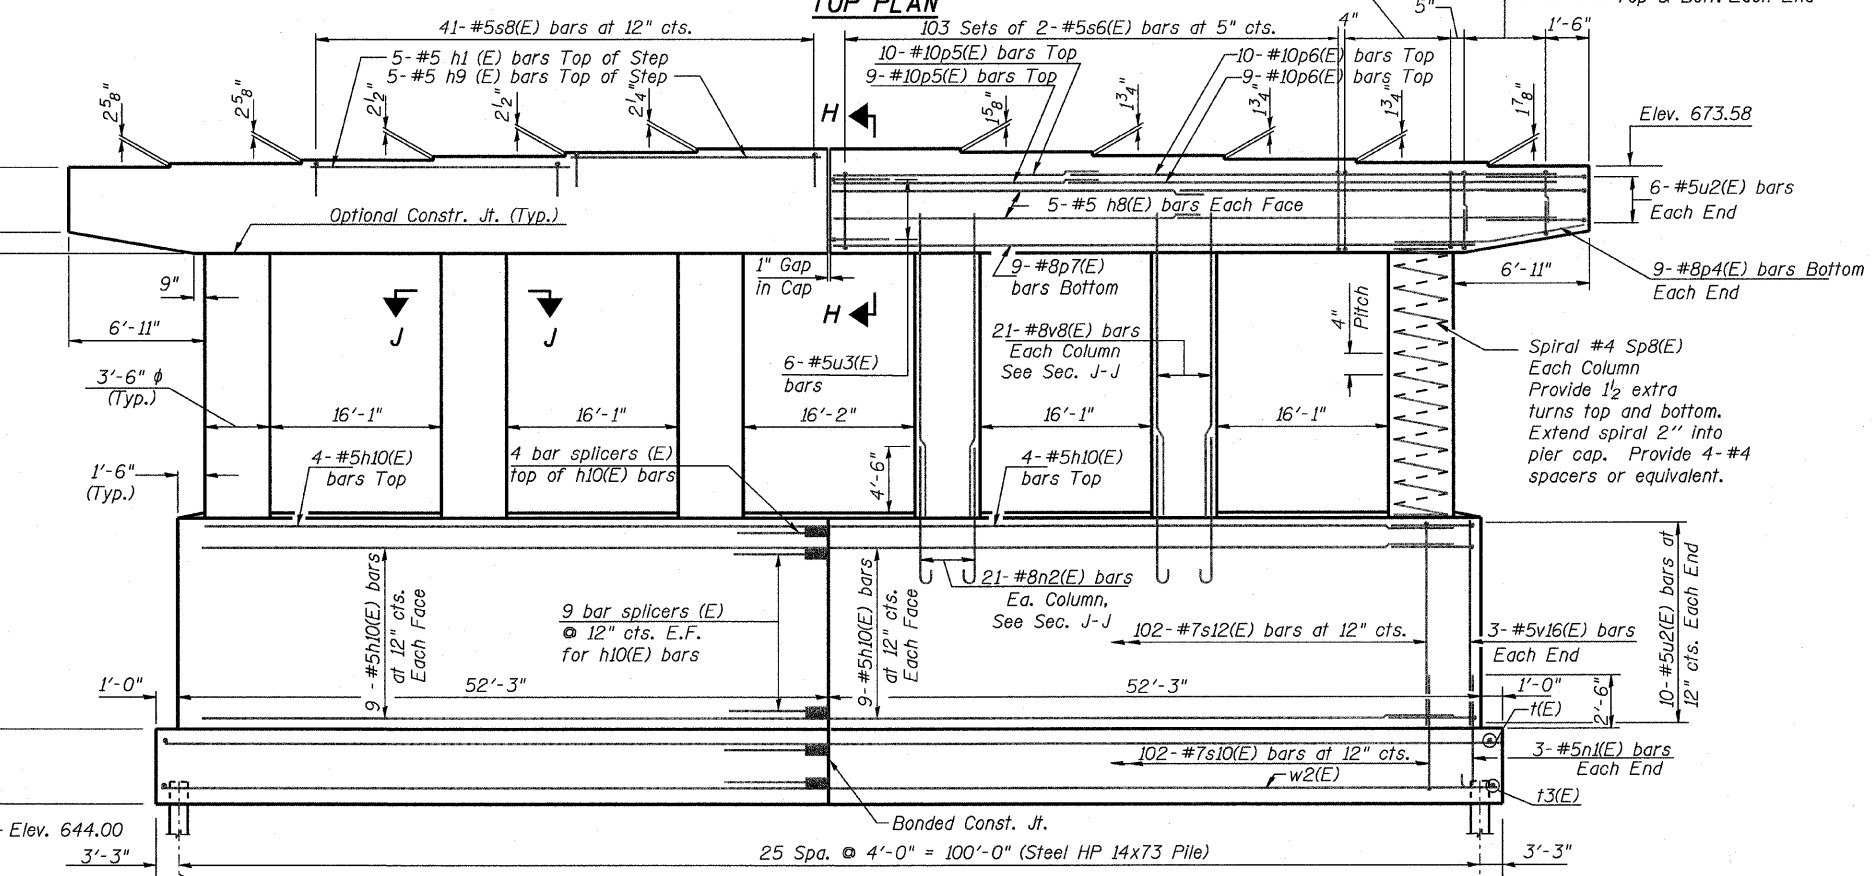 TOP PLAN
41-#5s8(E) bars at 12" cts.
5-#5 h1 (E) bars Top of Step
5-#5 h9 (E) bars Top of Step
103 Sets of 2-#5s6(E) bars at 5" cts.
10-#10p5(E) bars Top
9-#10p5(E) bars Top
10-#10p6(E) bars Top
9-#10p6(E) bars Top
4"
5"
1'-6"
2 5/8"
2 5/8"
2 1/2"
2 1/2"
2 1/4"
H
1 5/8"
1 3/4"
1 3/4"
1 3/4"
1 7/8"
Elev. 673.58
6-#5u2(E) bars
Each End
Optional Constr. Jt. (Typ.)
5-#5 h8(E) bars Each Face
1" Gap
in Cap
9-#8p7(E)
bars Bottom
6'-11"
9-#8p4(E) bars Bottom
Each End
9"
J
J
H
6'-11"
21-#8v8(E) bars
Each Column
See Sec. J-J
4"
Pitch
6-#5u3(E)
bars
Spiral #4 Sp8(E)
Each Column
Provide 1 1/2 extra
turns top and bottom.
Extend spiral 2" into
pier cap. Provide 4-#4
spacers or equivalent.
3'-6" ϕ
(Typ.)
16'-1"
16'-1"
16'-2"
16'-1"
16'-1"
1'-6"
(Typ.)
4-#5h10(E)
bars Top
4 bar splicers (E)
top of h10(E) bars
4'-6"
4-#5h10(E)
bars Top
9-#5h10(E) bars
at 12" cts.
Each Face
9 bar splicers (E)
@ 12" cts. E.F.
for h10(E) bars
9-#5h10(E) bars
at 12" cts.
Each Face
21-#8n2(E) bars
Ea. Column,
See Sec. J-J
102-#7s12(E) bars at 12" cts.
3-#5v16(E) bars
Each End
10-#5u2(E) bars at
12" cts. Each End
1'-0"
52'-3"
52'-3"
1'-0"
2'-6"
t(E)
102-#7s10(E) bars at 12" cts.
w2(E)
3-#5n1(E) bars
Each End
t3(E)
Elev. 644.00
Bonded Const. Jt.
3'-3"
25 Spa. @ 4'-0" = 100'-0" (Steel HP 14x73 Pile)
3'-3"